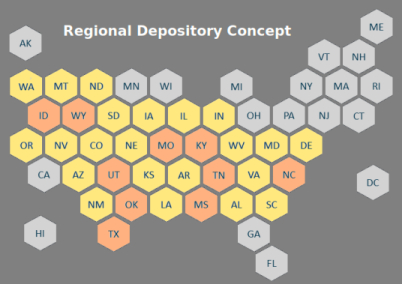 ME
Regional Depository Concept
AK
VT NH
WA MT ND MN WI MI NY MA RI
ID WY SD IA IL IN OH PA NJ CT
OR NV CO NE MO KY WV MD DE
CA AZ UT KS AR TN VA NC DC
NM OK LA MS AL SC
HI TX GA
FL